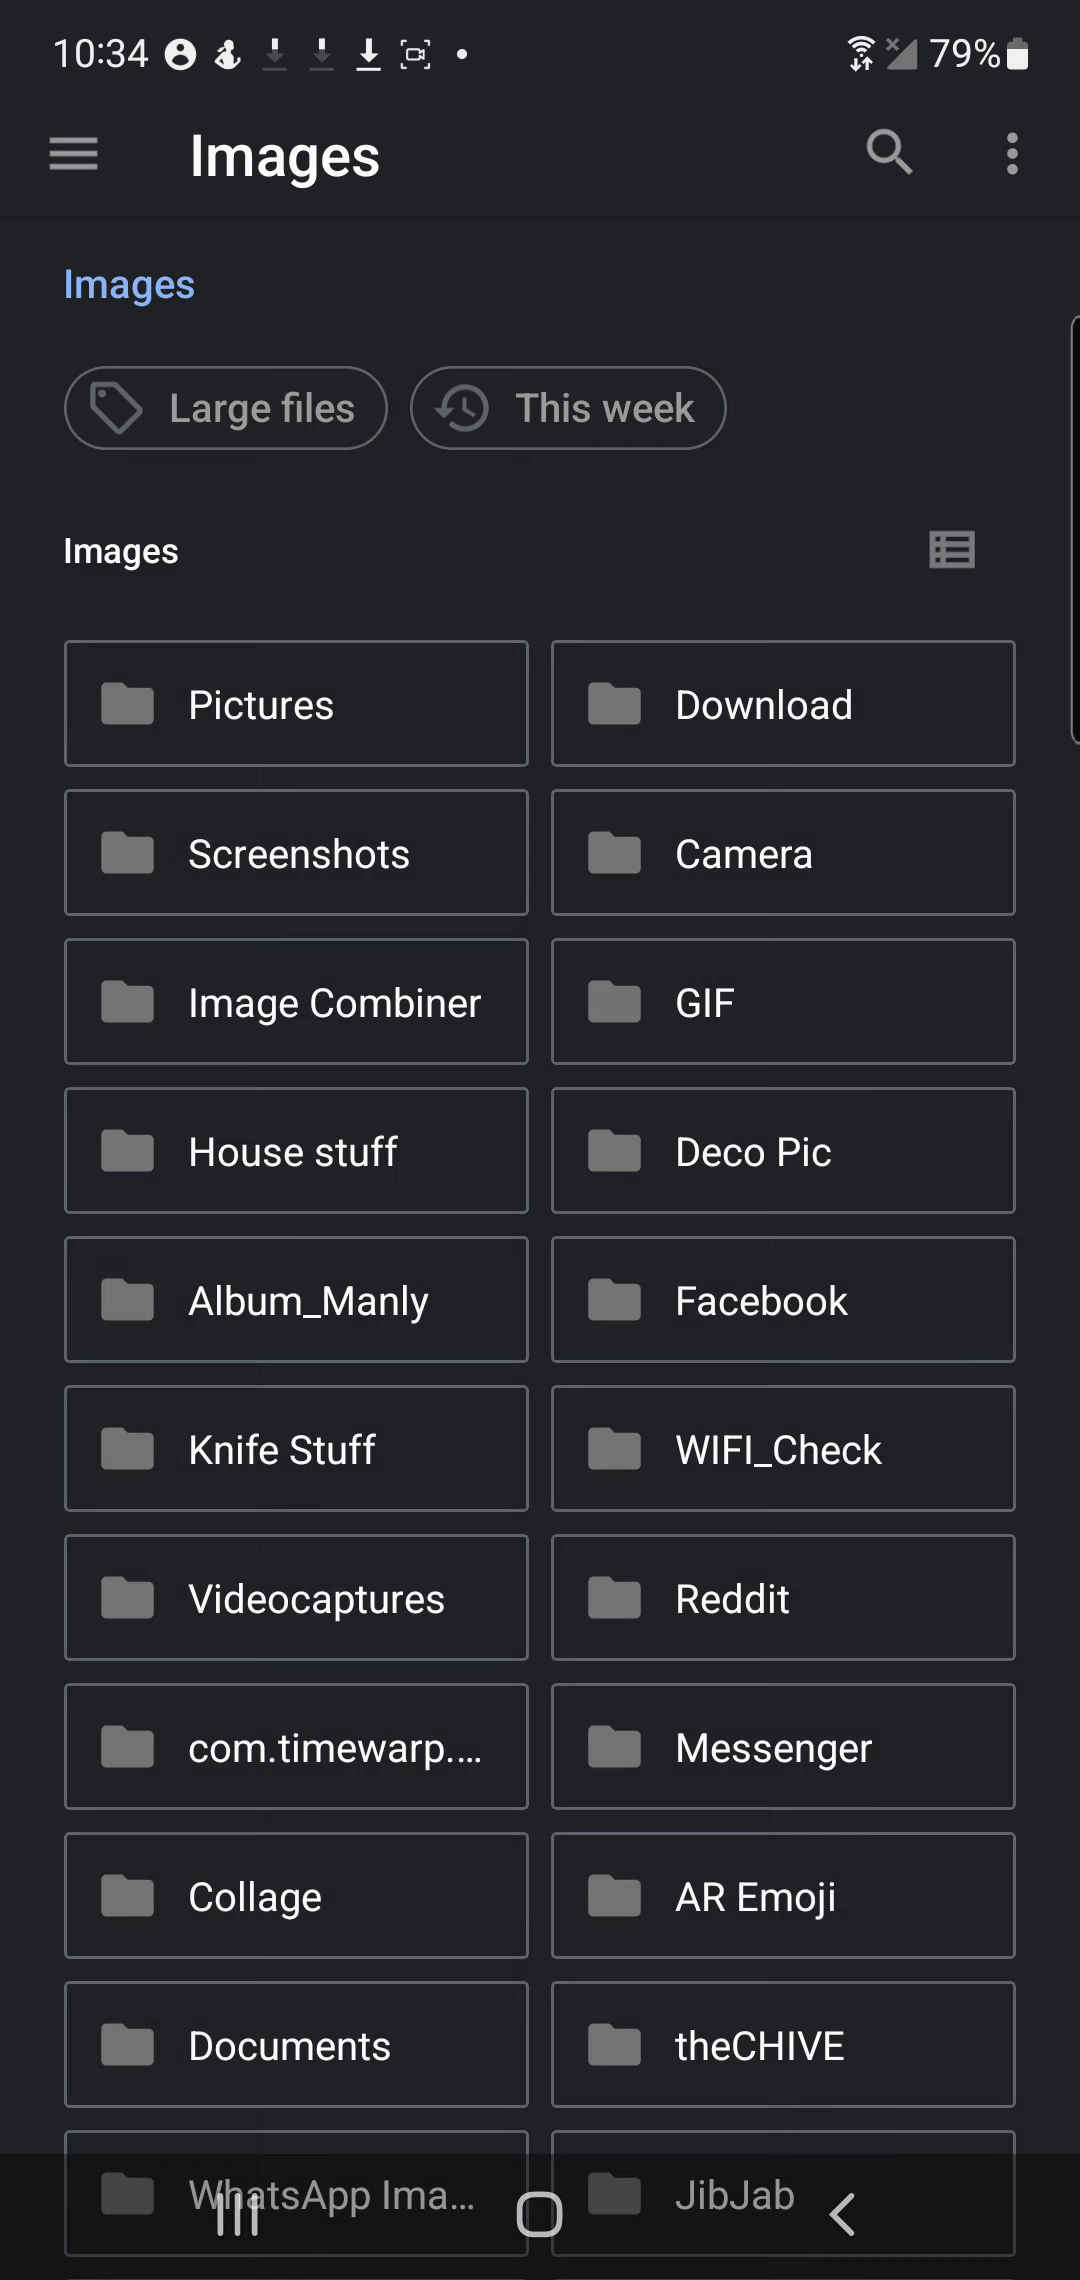 10:34 79%
Images
Images
Large files This week
Images
Pictures Download
Screenshots Camera
Image Combiner GIF
House stuff Deco Pic
Album_Manly Facebook
Knife Stuff WIFI_Check
Videocaptures Reddit
com.timewarp.... Messenger
Collage AR Emoji
Documents theCHIVE
WhatsApp Ima... JibJab